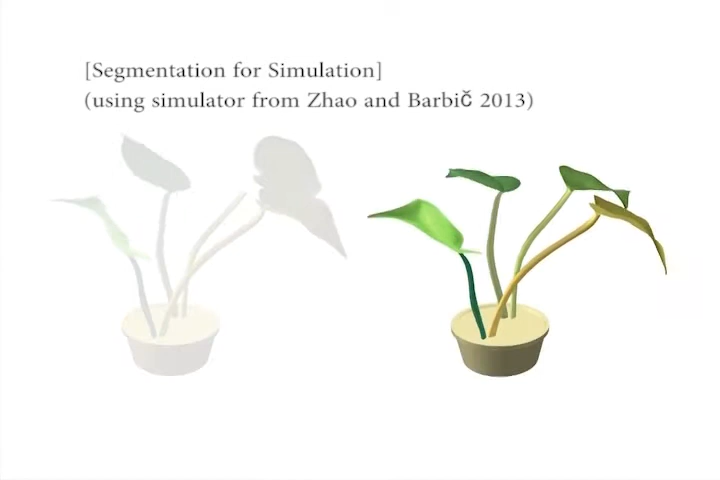 [Segmentation for Simulation]
(using simulator from Zhao and Barbič 2013)